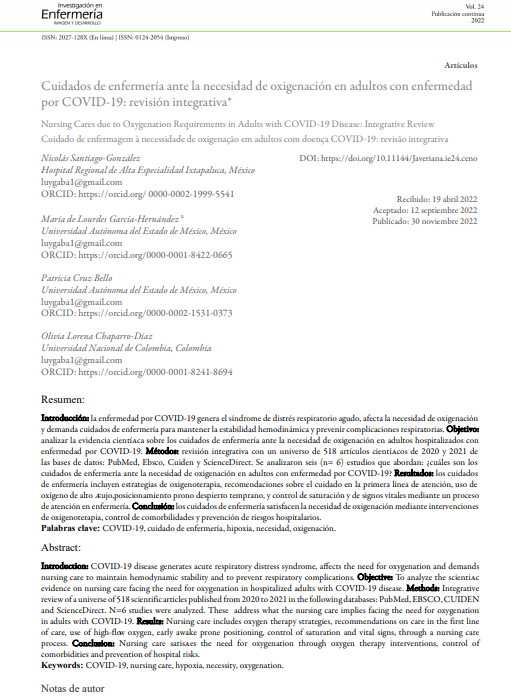 Investigación en
Enfermería
IMAGEN Y DESARROLLO
Vol. 24
Publicación continua
2022
ISSN: 2027-128X (En línea) | ISSN: 0124-2054 (Impreso)
Artículos
Cuidados de enfermería ante la necesidad de oxigenación en adultos con enfermedad
por COVID-19: revisión integrativa*
Nursing Cares due to Oxygenation Requirements in Adults with COVID-19 Disease: Integrative Review
Cuidado de enfermagem à necessidade de oxigenação em adultos com doença COVID-19: revisão integrativa
Nicolás Santiago-González
Hospital Regional de Alta Especialidad Ixtapaluca, México
luygaba1@gmail.com
ORCID: https://orcid.org/ 0000-0002-1999-5541
DOI: https://doi.org/10.11144/Javeriana.ie24.ceno
Recibido: 19 abril 2022
Aceptado: 12 septiembre 2022
Publicado: 30 noviembre 2022
María de Lourdes García-Hernández ª
Universidad Autónoma del Estado de México, México
luygaba1@gmail.com
ORCID: https://orcid.org/0000-0001-8422-0665
Patricia Cruz Bello
Universidad Autónoma del Estado de México, México
luygaba1@gmail.com
ORCID: https://orcid.org/0000-0002-1531-0373
Olivia Lorena Chaparro-Díaz
Universidad Nacional de Colombia, Colombia
luygaba1@gmail.com
ORCID: https://orcid.org/0000-0001-8241-8694
Resumen:
Introducción: la enfermedad por COVID-19 genera el síndrome de distrés respiratorio agudo, afecta la necesidad de oxigenación
y demanda cuidados de enfermería para mantener la estabilidad hemodinámica y prevenir complicaciones respiratorias. Objetivo:
analizar la evidencia cientíAca sobre los cuidados de enfermería ante la necesidad de oxigenación en adultos hospitalizados con
enfermedad por COVID-19. Métodos: revisión integrativa con un universo de 518 artículos cientíAcos de 2020 y 2021 de
las bases de datos: PubMed, Ebsco, Cuiden y ScienceDirect. Se analizaron seis (n= 6) estudios que abordan: ¿cuáles son los
cuidados de enfermería ante la necesidad de oxigenación en adultos con enfermedad por COVID-19? Resultados: los cuidados
de enfermería incluyen estrategias de oxigenoterapia, recomendaciones sobre el cuidado en la primera línea de atención, uso de
oxígeno de alto .ujo,posicionamiento prono despierto temprano, y control de saturación y de signos vitales mediante un proceso
de atención en enfermería. Conclusión: los cuidados de enfermería satisfacen la necesidad de oxigenación mediante intervenciones
de oxigenoterapia, control de comorbilidades y prevención de riesgos hospitalarios.
Palabras clave: COVID-19, cuidado de enfermería, hipoxia, necesidad, oxigenación.
Abstract:
Introduction: COVID-19 disease generates acute respiratory distress syndrome, affects the need for oxygenation and demands
nursing care to maintain hemodynamic stability and to prevent respiratory complications. Objective: To analyze the scientiAc
evidence on nursing care facing the need for oxygenation in hospitalized adults with COVID-19 disease. Methods: Integrative
review of a universe of 518 scientific articles published from 2020 to 2021 in the following databases: PubMed, EBSCO, CUIDEN
and ScienceDirect. N=6 studies were analyzed. These address what the nursing care implies facing the need for oxygenation
in adults with COVID-19. Results: Nursing care includes oxygen therapy strategies, recommendations on care in the first line
of care, use of high-flow oxygen, early awake prone positioning, control of saturation and vital signs, through a nursing care
process. Conclusion: Nursing care satisAes the need for oxygenation through oxygen therapy interventions, control of
comorbidities and prevention of hospital risks.
Keywords: COVID-19, nursing care, hypoxia, necessity, oxygenation.
Notas de autor